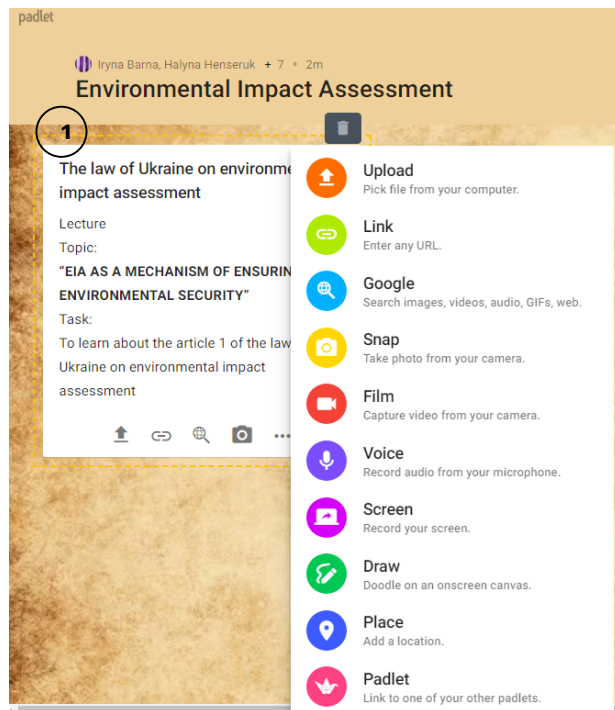 padlet
Iryna Barna, Halyna Henseruk + 7 • 2m
Environmental Impact Assessment
1
The law of Ukraine on environme
impact assessment
Lecture
Topic:
"EIA AS A MECHANISM OF ENSURIN
ENVIRONMENTAL SECURITY"
Task:
To learn about the article 1 of the law
Ukraine on environmental impact
assessment
Upload
Pick file from your computer.
Link
Enter any URL.
Google
Search images, videos, audio, GIFs, web.
Snap
Take photo from your camera.
Film
Capture video from your camera.
Voice
Record audio from your microphone.
Screen
Record your screen.
Draw
Doodle on an onscreen canvas.
Place
Add a location.
Padlet
Link to one of your other padlets.